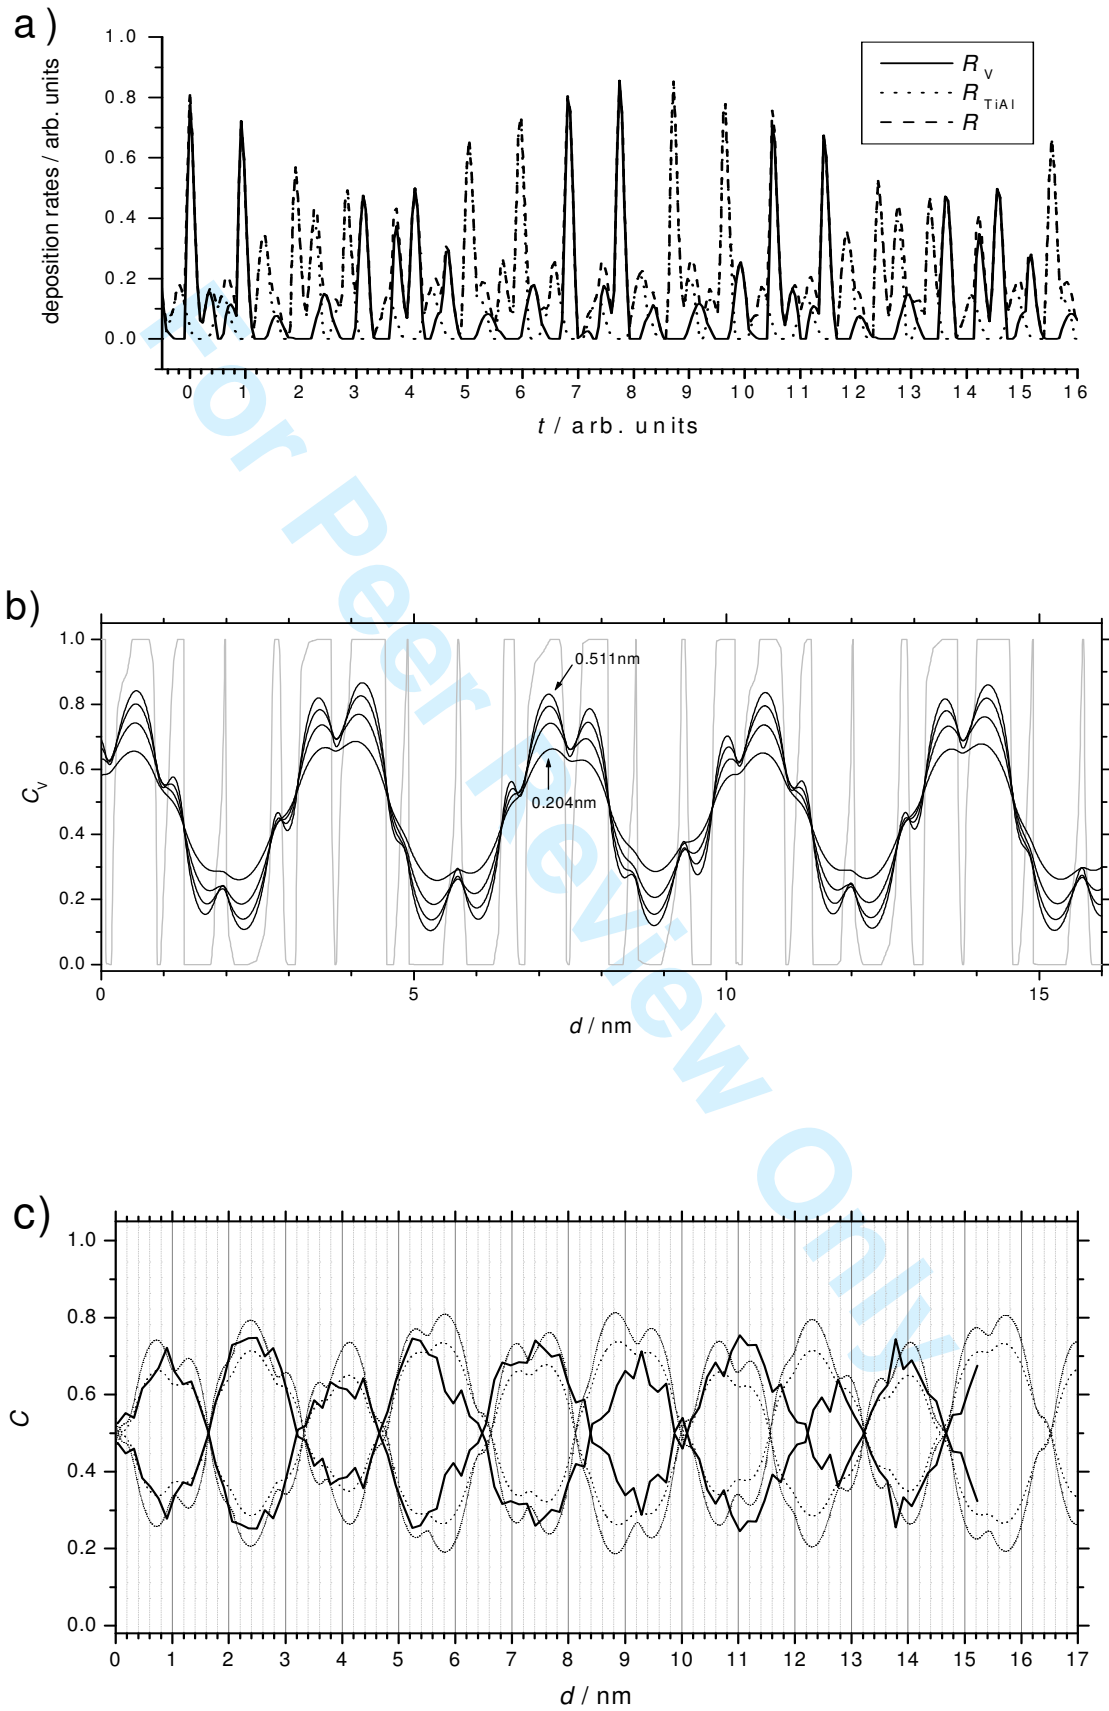 a)
deposition rates / arb. units
1.0
0.8
0.6
0.4
0.2
0.0
R V
R TiAl
R
0 1 2 3 4 5 6 7 8 9 10 11 12 13 14 15 16
t / arb. units
b)
C V
1.0
0.8
0.6
0.4
0.2
0.0
0.511nm
0.204nm
0 5 10 15
d / nm
c)
C
1.0
0.8
0.6
0.4
0.2
0.0
0 1 2 3 4 5 6 7 8 9 10 11 12 13 14 15 16 17
d / nm
For Peer Review Only